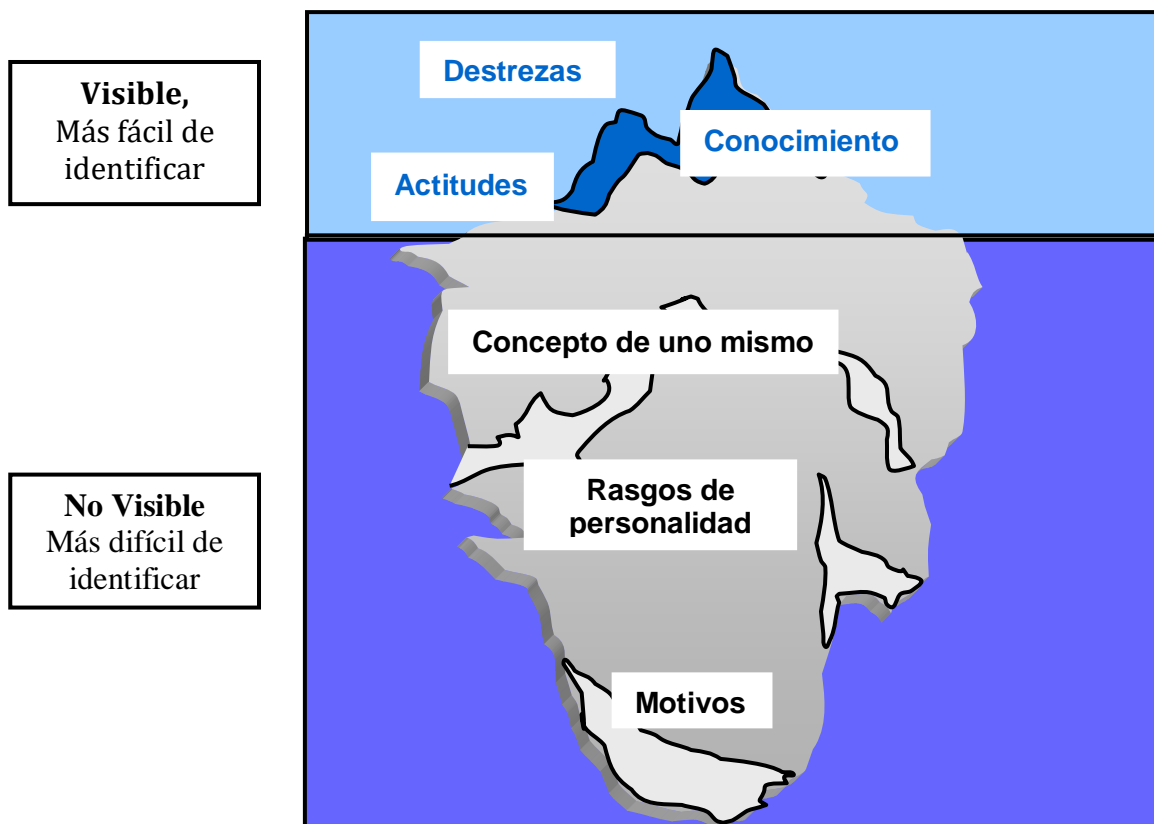 Visible,
Más fácil de
identificar
Destrezas
Conocimiento
Actitudes
Concepto de uno mismo
No Visible
Más difícil de
identificar
Rasgos de
personalidad
Motivos